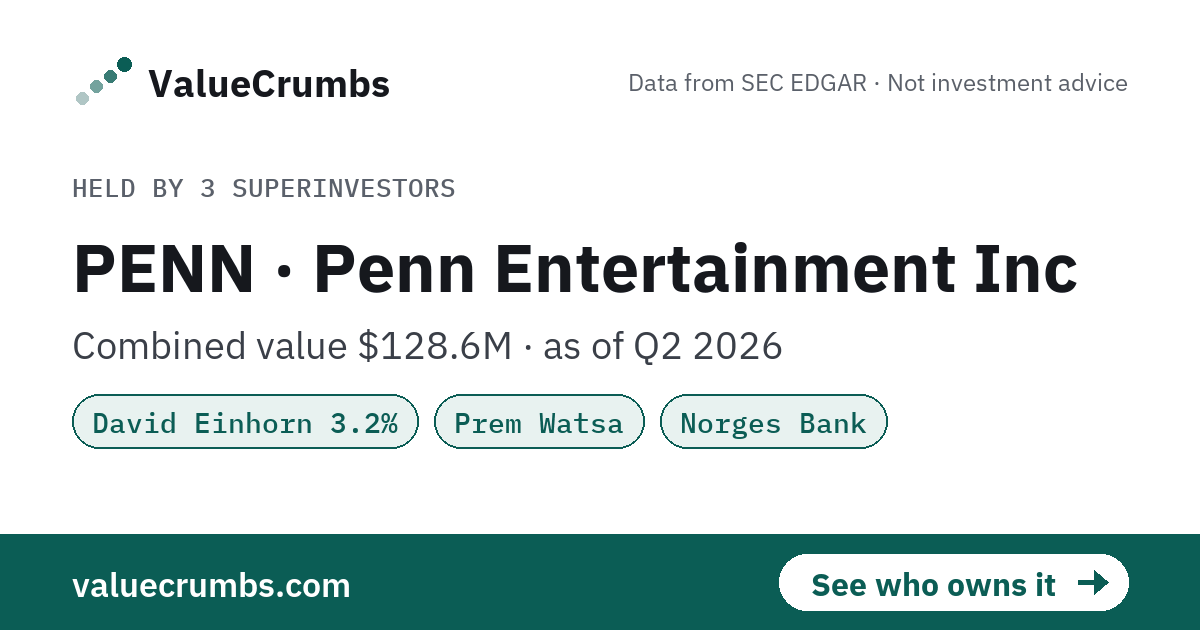 ValueCrumbs
Data from SEC EDGAR · Not investment advice
HELD BY 3 SUPERINVESTORS
PENN · Penn Entertainment Inc
Combined value $128.6M · as of Q2 2026
David Einhorn 3.2%
Prem Watsa
Norges Bank
valuecrumbs.com
See who owns it →